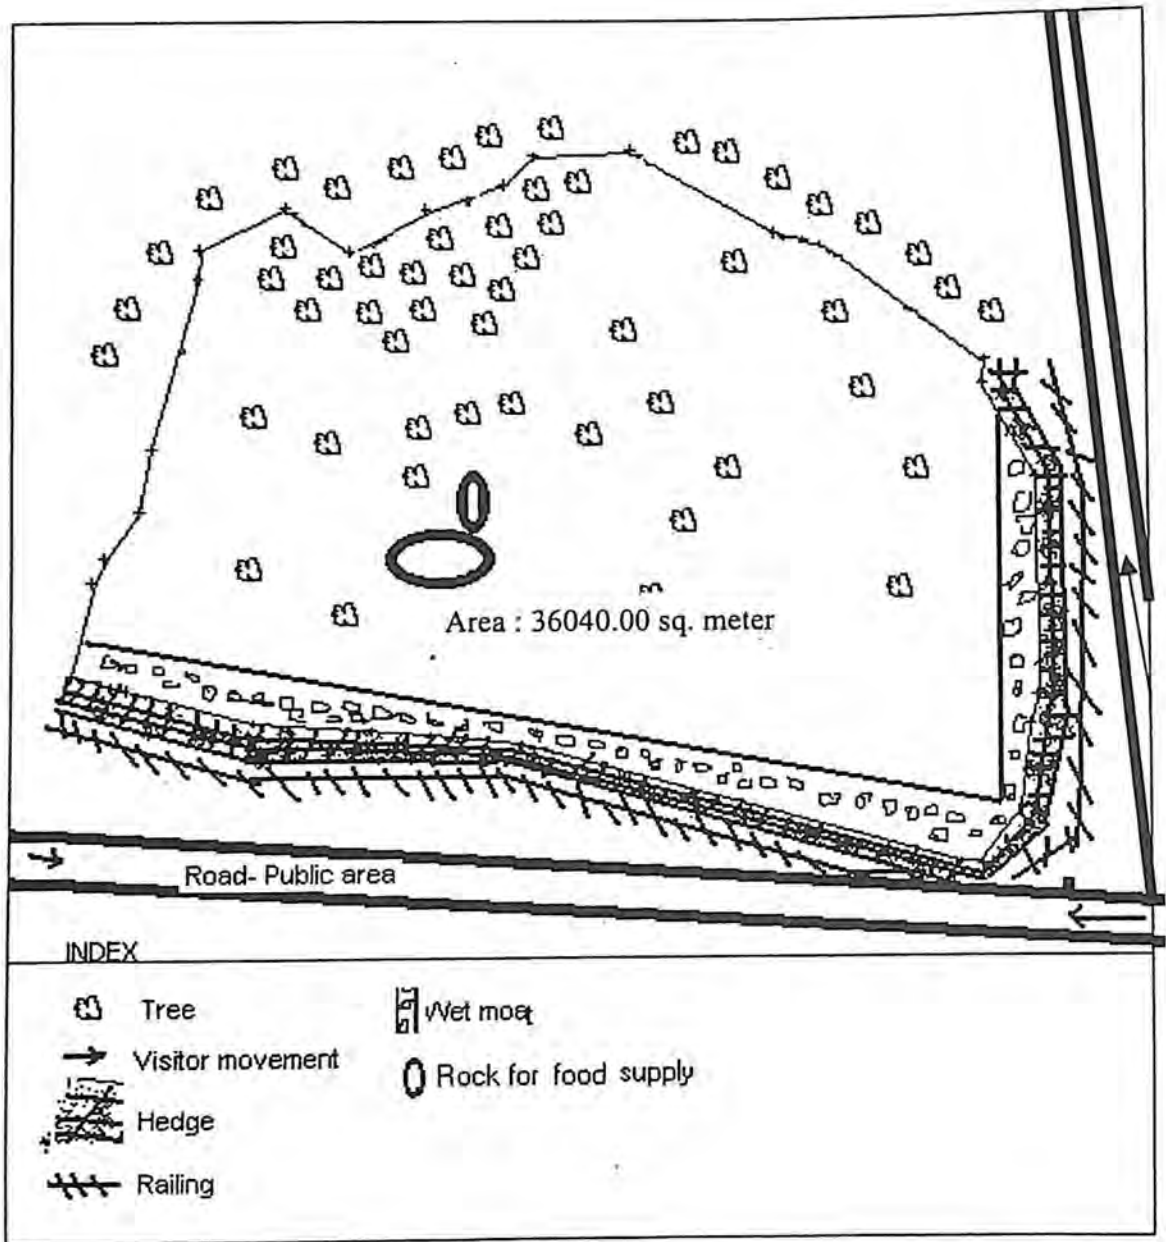 Area : 36040.00 sq. meter
Road- Public area
INDEX
Tree
Visitor movement
Hedge
Railing
Wet moat
Rock for food supply